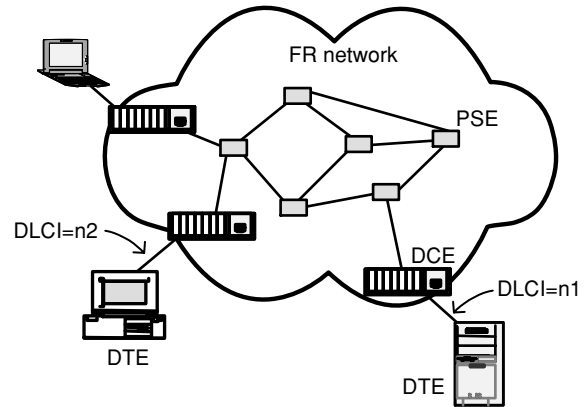 FR network
PSE
DLCI=n2
DCE
DLCI=n1
DTE
DTE